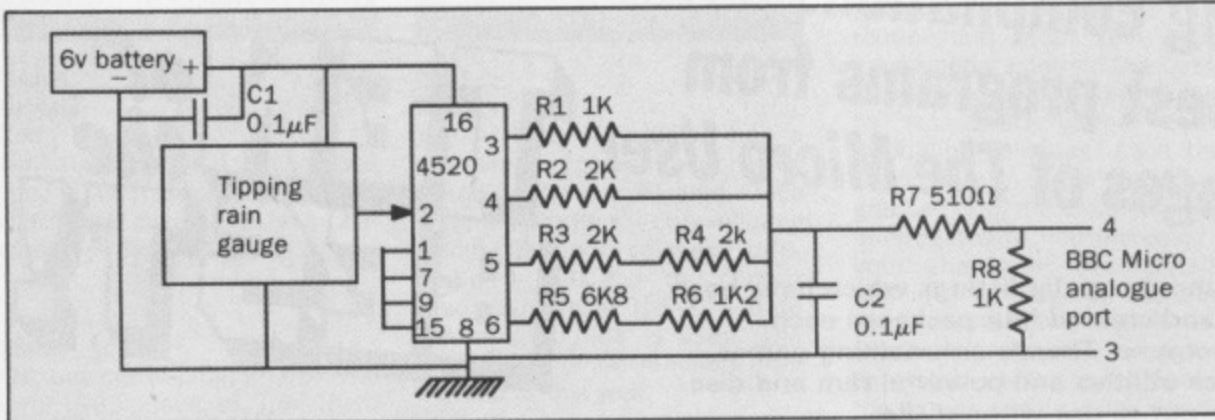 6v battery +
−
C1
0.1μF
Tipping
rain
gauge
16
4520
2
1
7
9
15 8
3
4
5
6
R1 1K
R2 2K
R3 2K
R4 2k
R5 6K8
R6 1K2
C2
0.1μF
R7 510Ω
R8
1K
4
BBC Micro
analogue
port
3